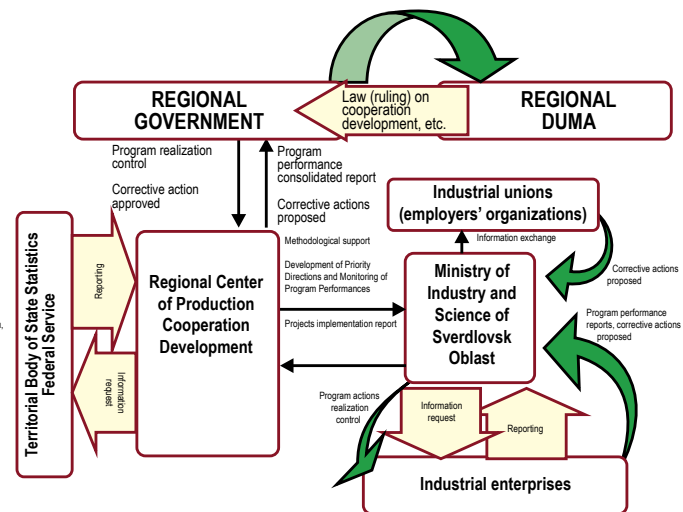 REGIONAL
GOVERNMENT
Law (ruling) on
cooperation
development, etc.
REGIONAL
DUMA
Program realization
control
Corrective action
approved
Program
performance
consolidated report
Corrective actions
proposed
Industrial unions
(employers’ organizations)
Information exchange
Corrective actions
proposed
Territorial Body of State Statistics
Federal Service
Reporting
Information
request
Regional Center
of Production
Cooperation
Development
Methodological support
Development of Priority
Directions and Monitoring of
Program Performances
Projects implementation report
Ministry of
Industry and
Science of
Sverdlovsk
Oblast
Program performance
reports, corrective actions
proposed
Program actions
realization
control
Information
request
Reporting
Industrial enterprises